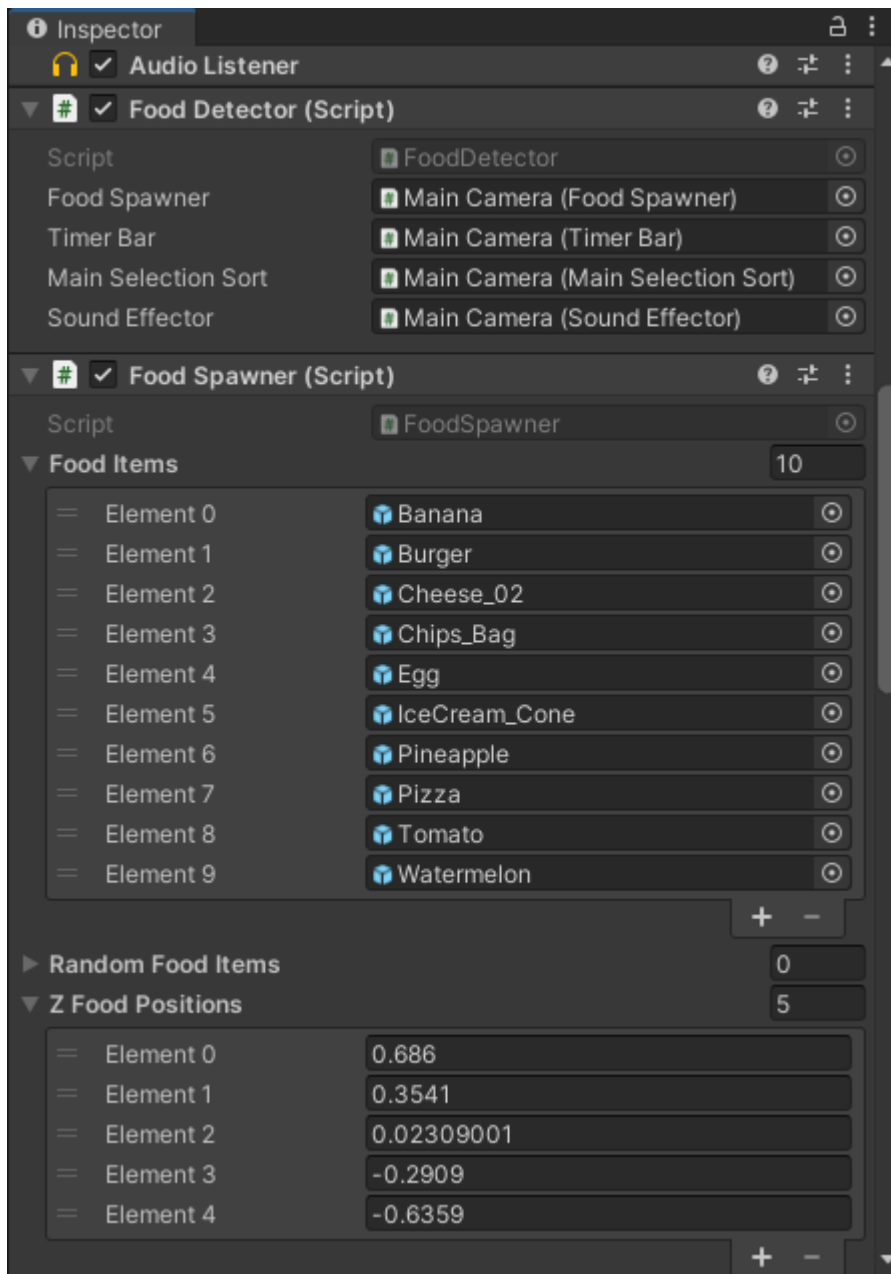 Inspector
Audio Listener
Food Detector (Script)
Script FoodDetector
Food Spawner Main Camera (Food Spawner)
Timer Bar Main Camera (Timer Bar)
Main Selection Sort Main Camera (Main Selection Sort)
Sound Effector Main Camera (Sound Effector)
Food Spawner (Script)
Script FoodSpawner
Food Items 10
Element 0 Banana
Element 1 Burger
Element 2 Cheese_02
Element 3 Chips_Bag
Element 4 Egg
Element 5 IceCream_Cone
Element 6 Pineapple
Element 7 Pizza
Element 8 Tomato
Element 9 Watermelon
Random Food Items 0
Z Food Positions 5
Element 0 0.686
Element 1 0.3541
Element 2 0.02309001
Element 3 -0.2909
Element 4 -0.6359